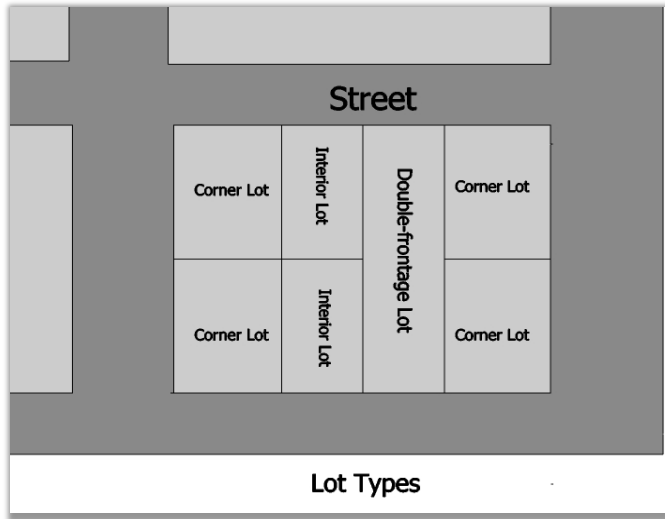 Street
Corner Lot
Interior Lot
Double-frontage Lot
Corner Lot
Corner Lot
Interior Lot
Corner Lot
Lot Types